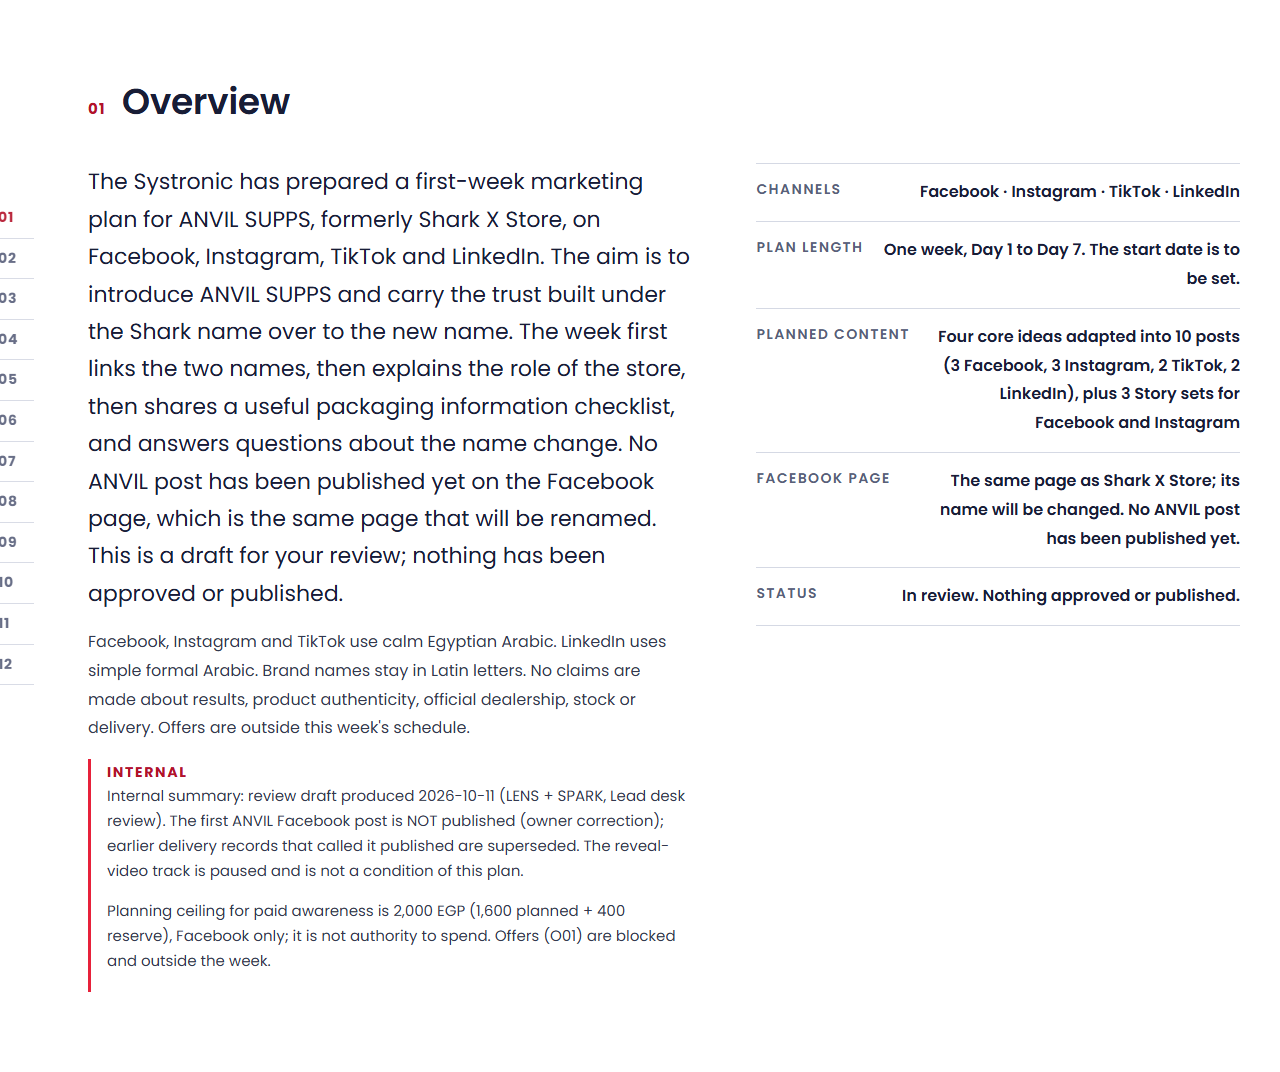 01 Overview
The Systronic has prepared a first-week marketing
plan for ANVIL SUPPS, formerly Shark X Store, on
Facebook, Instagram, TikTok and LinkedIn. The aim is to
introduce ANVIL SUPPS and carry the trust built under
the Shark name over to the new name. The week first
links the two names, then explains the role of the store,
then shares a useful packaging information checklist,
and answers questions about the name change. No
ANVIL post has been published yet on the Facebook
page, which is the same page that will be renamed.
This is a draft for your review; nothing has been
approved or published.
Facebook, Instagram and TikTok use calm Egyptian Arabic. LinkedIn uses
simple formal Arabic. Brand names stay in Latin letters. No claims are
made about results, product authenticity, official dealership, stock or
delivery. Offers are outside this week's schedule.
INTERNAL
Internal summary: review draft produced 2026-10-11 (LENS + SPARK, Lead desk
review). The first ANVIL Facebook post is NOT published (owner correction);
earlier delivery records that called it published are superseded. The reveal-
video track is paused and is not a condition of this plan.
Planning ceiling for paid awareness is 2,000 EGP (1,600 planned + 400
reserve), Facebook only; it is not authority to spend. Offers (O01) are blocked
and outside the week.
CHANNELS
Facebook · Instagram · TikTok · LinkedIn
PLAN LENGTH
One week, Day 1 to Day 7. The start date is to
be set.
PLANNED CONTENT
Four core ideas adapted into 10 posts
(3 Facebook, 3 Instagram, 2 TikTok, 2
LinkedIn), plus 3 Story sets for
Facebook and Instagram
FACEBOOK PAGE
The same page as Shark X Store; its
name will be changed. No ANVIL post
has been published yet.
STATUS
In review. Nothing approved or published.
01
02
03
04
05
06
07
08
09
10
11
12